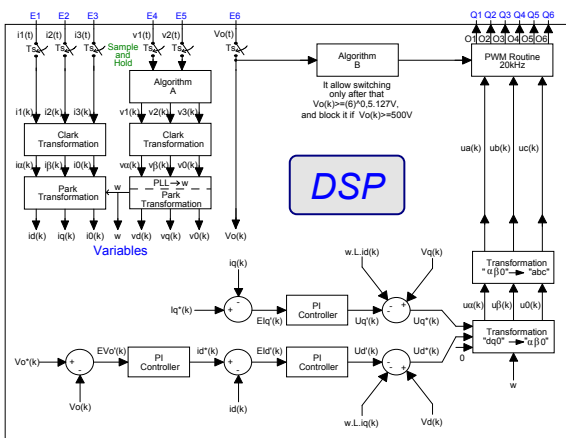 E1 E2 E3 E4 E5 E6 Q1 Q2 Q3 Q4 Q5 Q6
i1(t) i2(t) i3(t) v1(t) v2(t) Vo(t) O1 O2 O3 O4 O5 O6
Ts Ts Ts Ts Ts Ts
Sample
and
Hold
Algorithm
A
Algorithm
B
PWM Routine
20kHz
It allow switching
only after that
Vo(k)>=(6)^0,5.127V,
and block it if Vo(k)>=500V
i1(k) i2(k) i3(k) v1(k) v2(k) v3(k)
Clark
Transformation
Clark
Transformation
ua(k) ub(k) uc(k)
iα(k) iβ(k) i0(k) vα(k) vβ(k) v0(k)
Park
Transformation
w
PLL → w
Park
Transformation
DSP
id(k) iq(k) i0(k) w vd(k) vq(k) v0(k) Vo(k)
Variables
iq(k) w.L.id(k) Vq(k)
Transformation
"αβ0" → "abc"
Iq*(k) + - EIq'(k)
PI
Controller
Uq'(k) - + Uq*(k)
uα(k) uβ(k) u0(k)
Transformation
"dq0" → "αβ0"
Vo*(k) + - EVo'(k)
PI
Controller
id*(k) + - EId'(k)
PI
Controller
Ud'(k) - + Ud*(k)
0
w
Vo(k) id(k) w.L.iq(k) Vd(k)